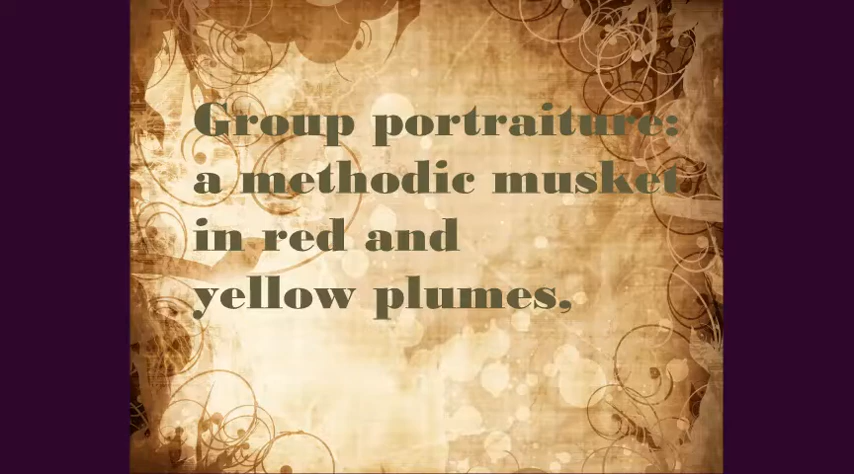 Group portraiture:
a methodic musket
in red and
yellow plumes,